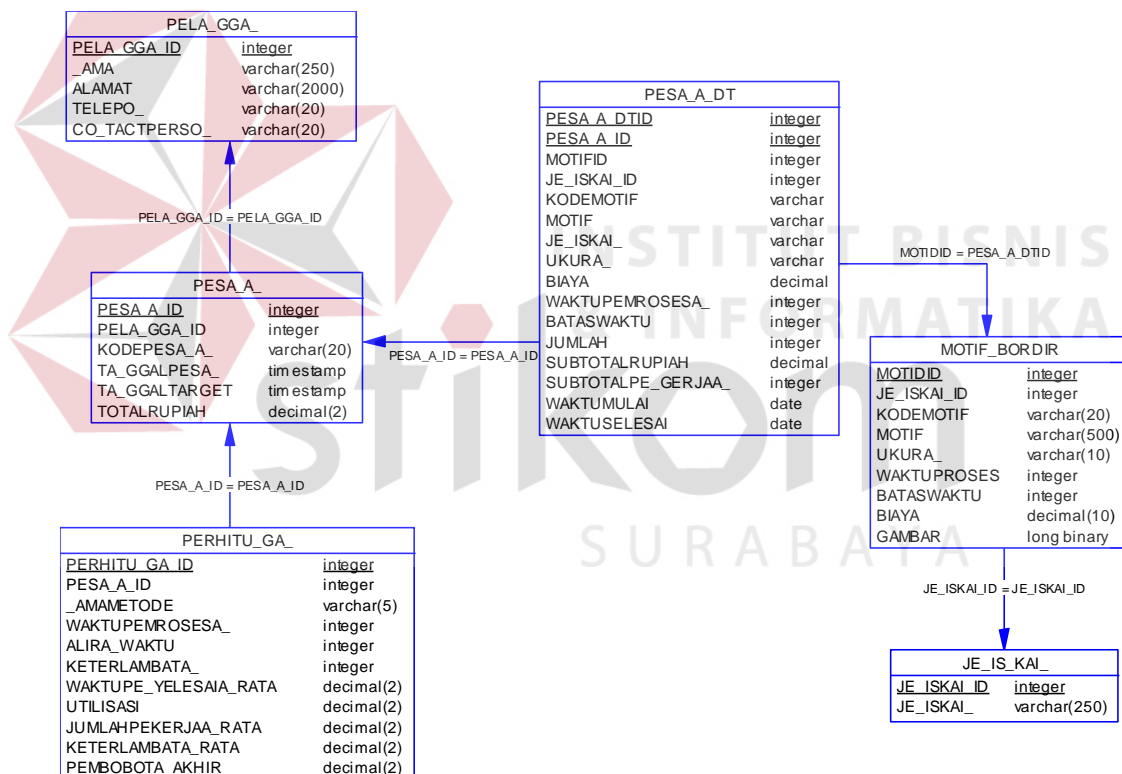 PELA_GGA_
PELA_GGA_ID integer
_AMA varchar(250)
ALAMAT varchar(2000)
TELEPO_ varchar(20)
CO_TACTPERSO_ varchar(20)
PELA_GGA_ID = PELA_GGA_ID
PESA_A_
PESA_A_ID integer
PELA_GGA_ID integer
KODEPESA_A_ varchar(20)
TA_GGALPESA_ timestamp
TA_GGALTARGET timestamp
TOTALRUPIAH decimal(2)
PESA_A_ID = PESA_A_ID
PERHITU_GA_
PERHITU_GA_ID integer
PESA_A_ID integer
_AMAMETODE varchar(5)
WAKTUPEMROSESA_ integer
ALIRA_WAKTU integer
KETERLAMBATA_ integer
WAKTUPE_YELESAIA_RATA decimal(2)
UTILISASI decimal(2)
JUMLAHPEKERJAA_RATA decimal(2)
KETERLAMBATA_RATA decimal(2)
PEMBOBOTA_AKHIR decimal(2)
PESA_A_ID = PESA_A_ID
PESA_A_DT
PESA_A_DTID integer
PESA_A_ID integer
MOTIFID integer
JE_ISKAI_ID integer
KODEMOTIF varchar
MOTIF varchar
JE_ISKAI_ varchar
UKURA_ varchar
BIAYA decimal
WAKTUPEMROSESA_ integer
BATASWAKTU integer
JUMLAH integer
SUBTOTALRUPIAH decimal
SUBTOTALPE_GERJAA_ integer
WAKTUMULAI date
WAKTUSELESAI date
MOTIDID = PESA_A_DTID
MOTIF_BORDIR
MOTIDID integer
JE_ISKAI_ID integer
KODEMOTIF varchar(20)
MOTIF varchar(500)
UKURA_ varchar(10)
WAKTUPROSES integer
BATASWAKTU integer
BIAYA decimal(10)
GAMBAR long binary
JE_ISKAI_ID = JE_ISKAI_ID
JE_IS_KAI_
JE_ISKAI_ID integer
JE_ISKAI_ varchar(250)
INSTITUT BISNIS
INFORMATIKA
stikom
SURABAYA